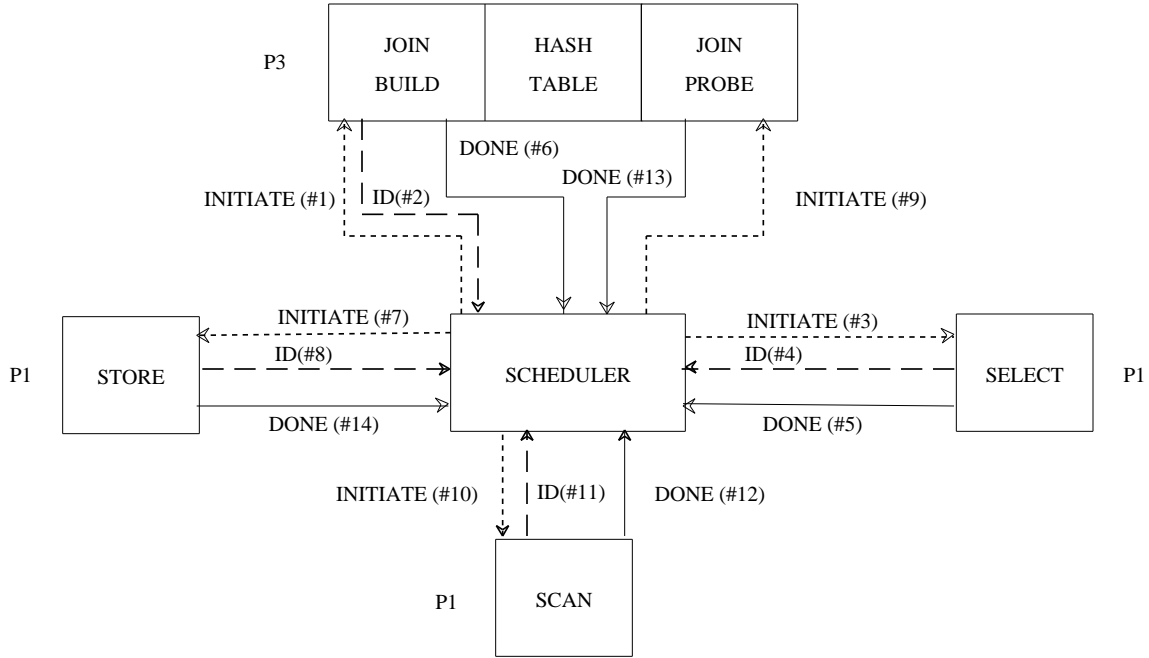 JOIN HASH JOIN
P3
BUILD TABLE PROBE
DONE (#6)
DONE (#13)
INITIATE (#1) ID(#2) INITIATE (#9)
INITIATE (#7) INITIATE (#3)
ID(#8) ID(#4)
P1 STORE SCHEDULER SELECT P1
DONE (#14) DONE (#5)
INITIATE (#10) ID(#11) DONE (#12)
P1 SCAN